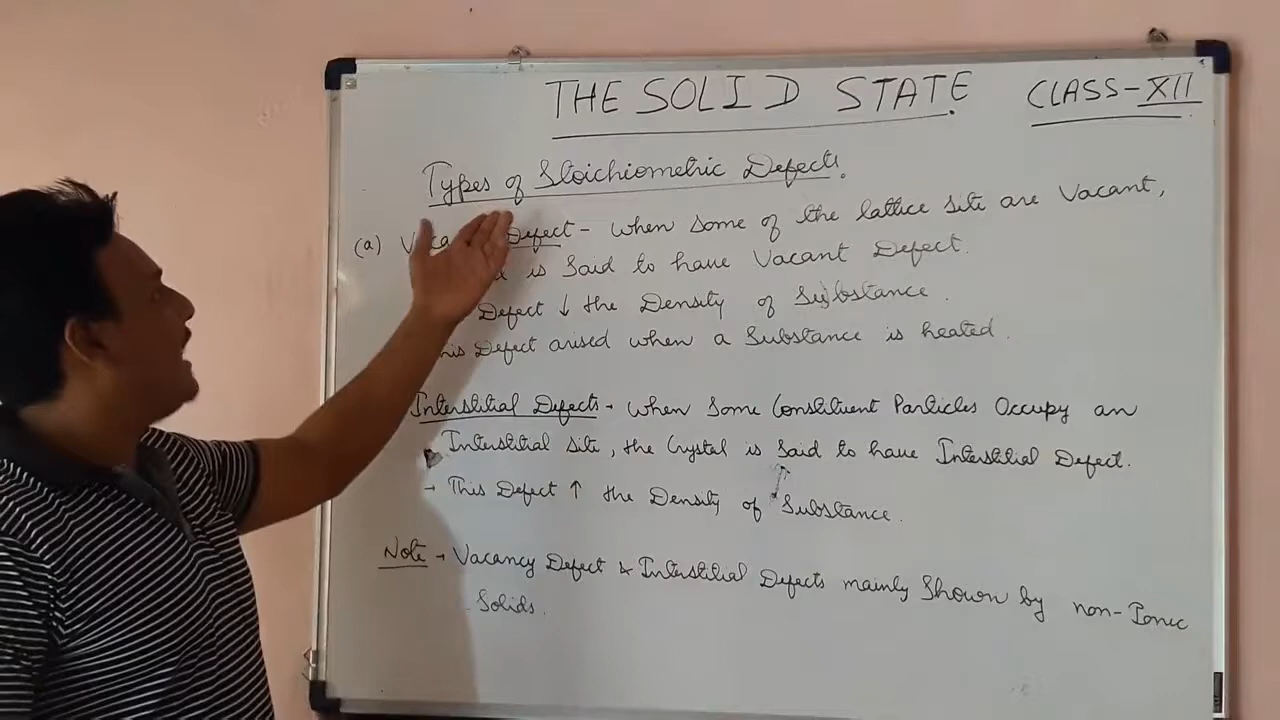 THE SOLID STATE. CLASS-XII
Types of Stoichiometric Defects.
(a) Defect - When Some of the lattice site are Vacant,
is Said to have Vacant Defect.
Defect ↓ the Density of Substance.
Defect arised when a Substance is heated.
Interstitial Defects - When Some Constituent Particles Occupy an
Interstitial Site, the Crystal is Said to have Interstitial Defect.
→ This Defect ↑ the Density of Substance.
Note → Vacancy Defect & Interstitial Defects mainly Shown by non-Ionic
Solids.